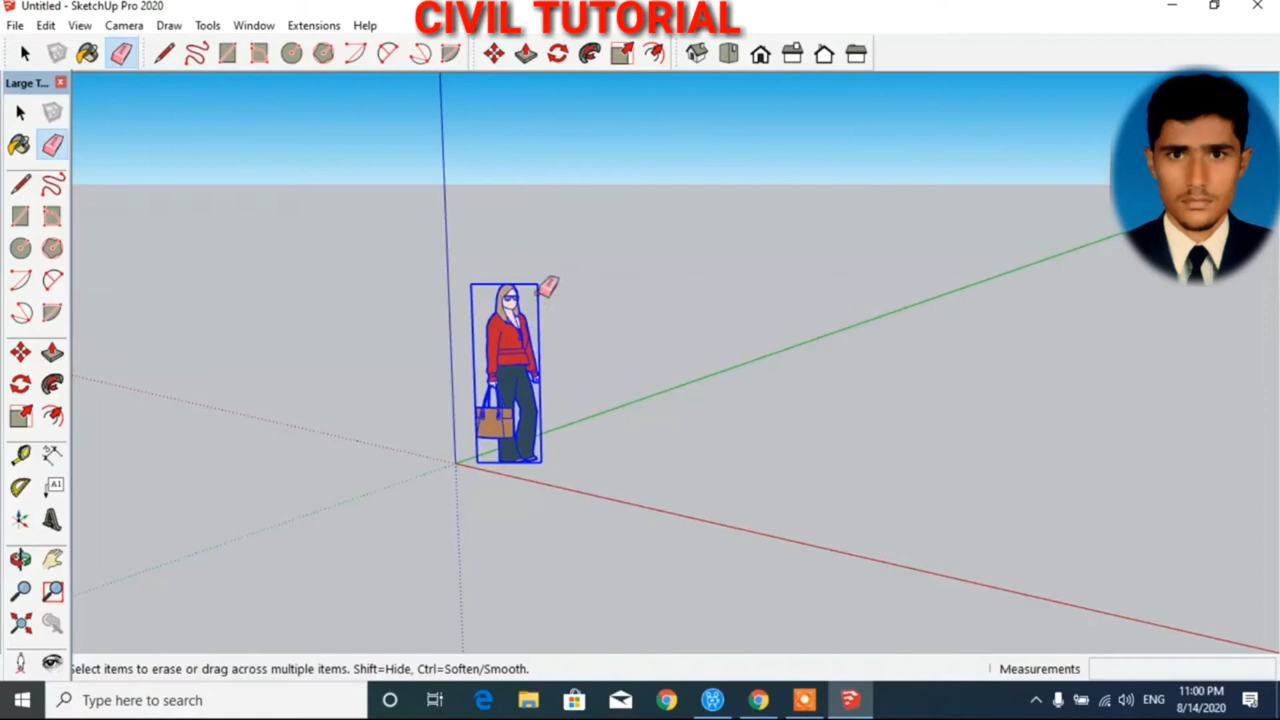 Untitled - SketchUp Pro 2020
CIVIL TUTORIAL
File Edit View Camera Draw Tools Window Extensions Help
Large T...
A1
Select items to erase or drag across multiple items. Shift=Hide, Ctrl=Soften/Smooth.
Measurements
Type here to search
ENG
11:00 PM
8/14/2020